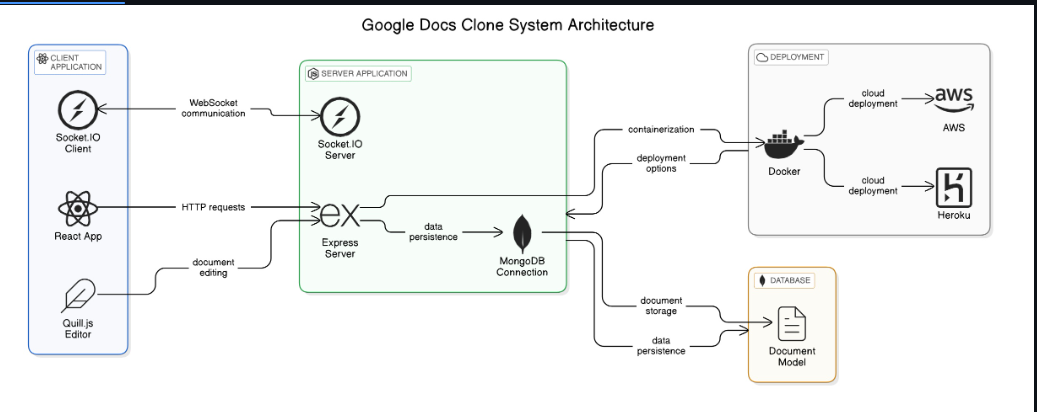 Google Docs Clone System Architecture
CLIENT
APPLICATION
Socket.IO
Client
React App
Quill.js
Editor
WebSocket
communication
HTTP requests
document
editing
SERVER APPLICATION
Socket.IO
Server
ex
Express
Server
data
persistence
MongoDB
Connection
containerization
deployment
options
document
storage
data
persistence
DEPLOYMENT
Docker
cloud
deployment
aws
AWS
cloud
deployment
Heroku
DATABASE
Document
Model